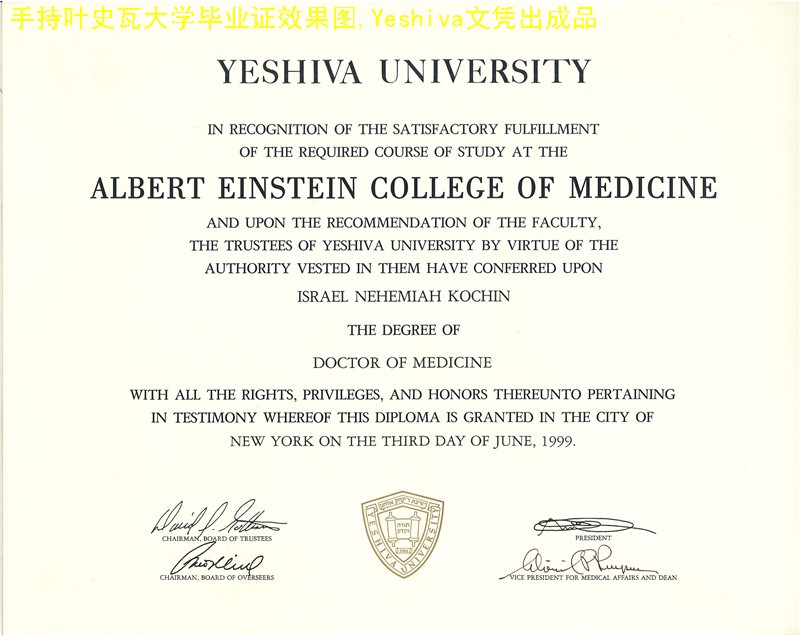 手持叶史瓦大学毕业证效果图,Yeshiva文凭出成品
YESHIVA UNIVERSITY
IN RECOGNITION OF THE SATISFACTORY FULFILLMENT
OF THE REQUIRED COURSE OF STUDY AT THE
ALBERT EINSTEIN COLLEGE OF MEDICINE
AND UPON THE RECOMMENDATION OF THE FACULTY,
THE TRUSTEES OF YESHIVA UNIVERSITY BY VIRTUE OF THE
AUTHORITY VESTED IN THEM HAVE CONFERRED UPON
ISRAEL NEHEMIAH KOCHIN
THE DEGREE OF
DOCTOR OF MEDICINE
WITH ALL THE RIGHTS, PRIVILEGES, AND HONORS THEREUNTO PERTAINING
IN TESTIMONY WHEREOF THIS DIPLOMA IS GRANTED IN THE CITY OF
NEW YORK ON THE THIRD DAY OF JUNE, 1999.
CHAIRMAN, BOARD OF TRUSTEES
CHAIRMAN, BOARD OF OVERSEERS
YESHIVA UNIVERSITY
PRESIDENT
VICE PRESIDENT FOR MEDICAL AFFAIRS AND DEAN